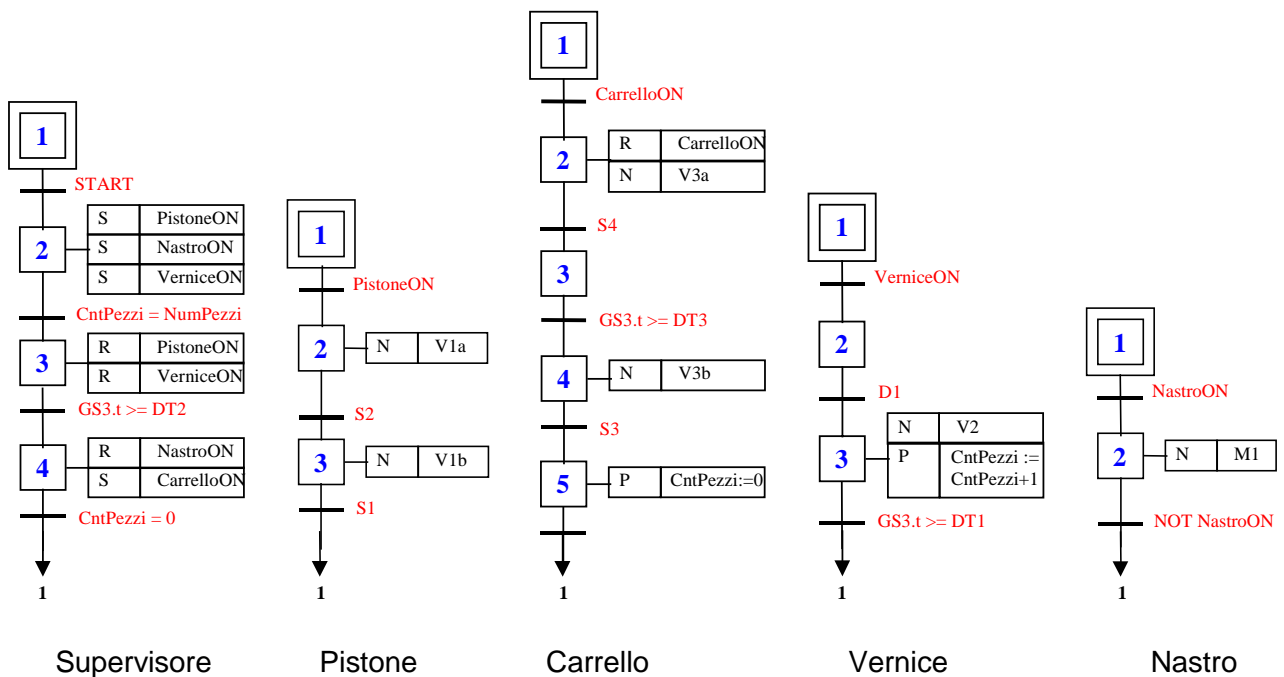 1
START
2
S PistoneON
S NastroON
S VerniceON
CntPezzi = NumPezzi
3
R PistoneON
R VerniceON
GS3.t >= DT2
4
R NastroON
S CarrelloON
CntPezzi = 0
1
Supervisore
1
PistoneON
2
N V1a
S2
3
N V1b
S1
1
Pistone
1
CarrelloON
2
R CarrelloON
N V3a
S4
3
GS3.t >= DT3
4
N V3b
S3
5
P CntPezzi:=0
1
Carrello
1
VerniceON
2
D1
3
N V2
P CntPezzi :=
CntPezzi+1
GS3.t >= DT1
1
Vernice
1
NastroON
2
N M1
NOT NastroON
1
Nastro